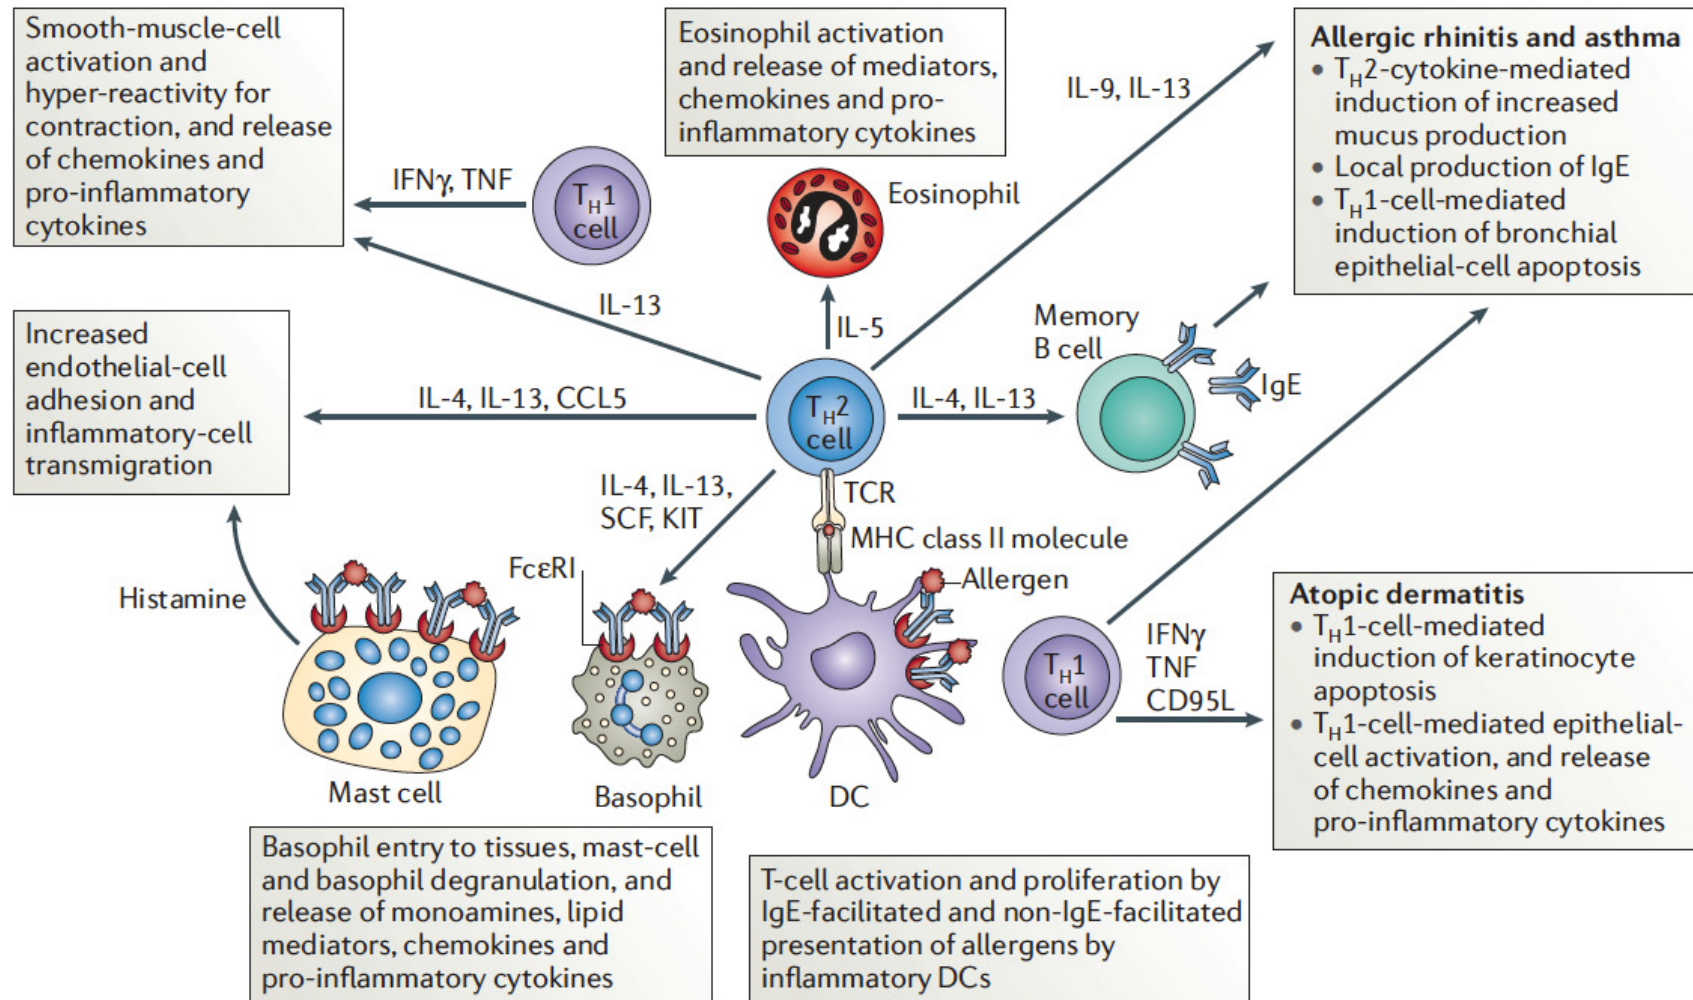 Smooth-muscle-cell
activation and
hyper-reactivity for
contraction, and release
of chemokines and
pro-inflammatory
cytokines
IFNγ, TNF
T_H1
cell
Eosinophil activation
and release of mediators,
chemokines and pro-
inflammatory cytokines
Eosinophil
IL-9, IL-13
Allergic rhinitis and asthma
• T_H2-cytokine-mediated
induction of increased
mucus production
• Local production of IgE
• T_H1-cell-mediated
induction of bronchial
epithelial-cell apoptosis
IL-13
IL-5
Memory
B cell
IgE
Increased
endothelial-cell
adhesion and
inflammatory-cell
transmigration
IL-4, IL-13, CCL5
T_H2
cell
IL-4, IL-13
IL-4, IL-13,
SCF, KIT
TCR
MHC class II molecule
Allergen
FcεRI
Histamine
Mast cell
Basophil
DC
T_H1
cell
IFNγ
TNF
CD95L
Atopic dermatitis
• T_H1-cell-mediated
induction of keratinocyte
apoptosis
• T_H1-cell-mediated epithelial-
cell activation, and release
of chemokines and
pro-inflammatory cytokines
Basophil entry to tissues, mast-cell
and basophil degranulation, and
release of monoamines, lipid
mediators, chemokines and
pro-inflammatory cytokines
T-cell activation and proliferation by
IgE-facilitated and non-IgE-facilitated
presentation of allergens by
inflammatory DCs